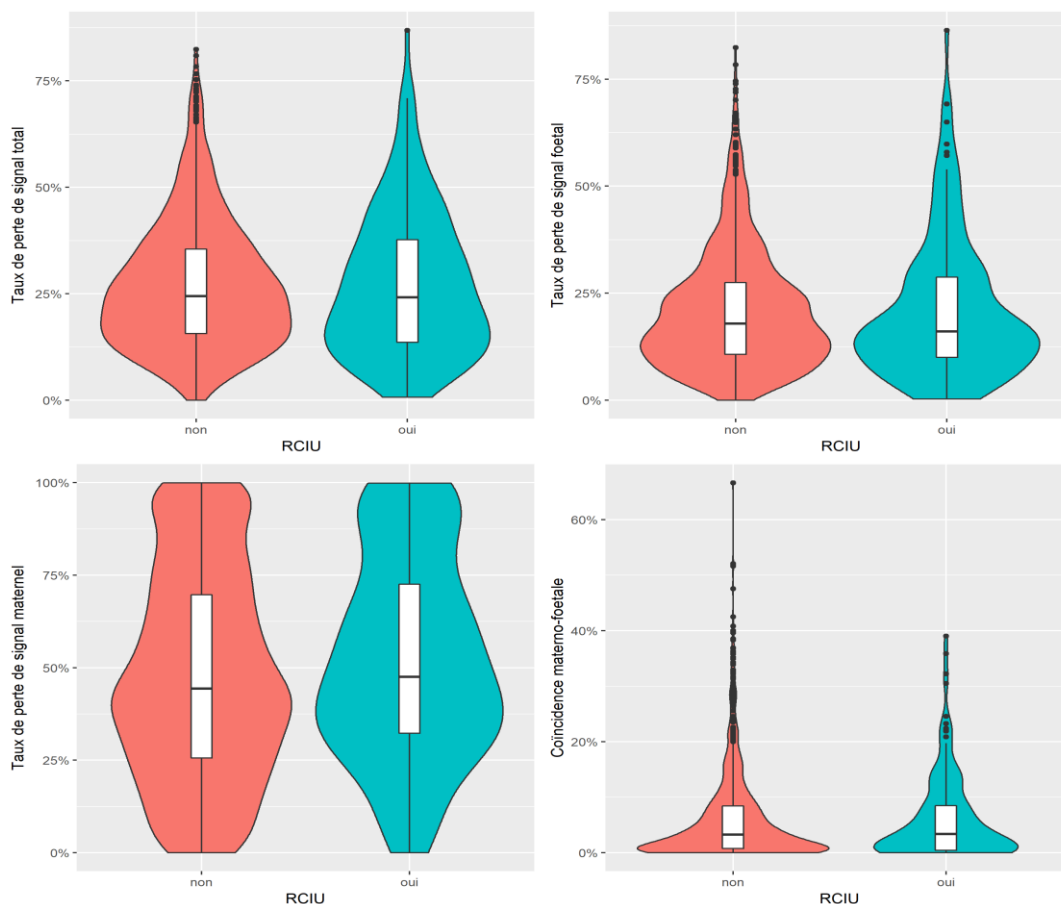 Taux de perte de signal total
75%
50%
25%
0%
non
oui
RCIU
Taux de perte de signal foetal
75%
50%
25%
0%
non
oui
RCIU
Taux de perte de signal maternel
100%
75%
50%
25%
0%
non
oui
RCIU
Coïncidence materno-foetale
60%
40%
20%
0%
non
oui
RCIU